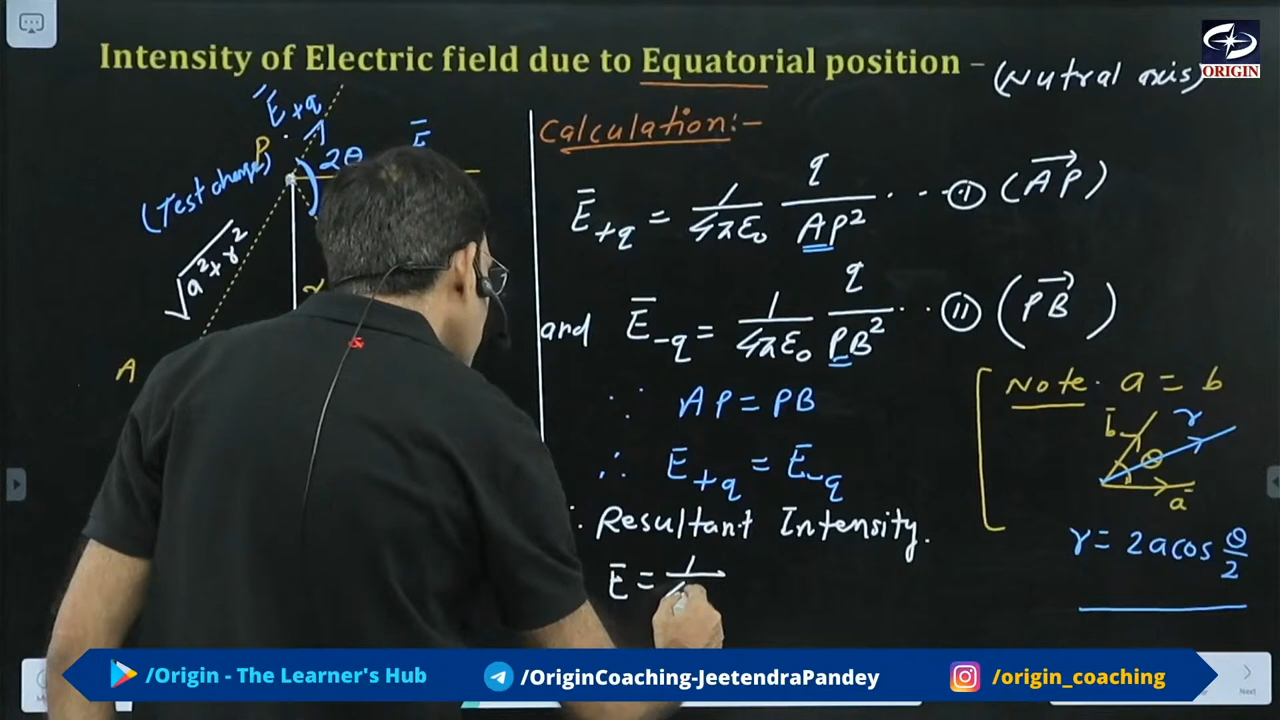 Intensity of Electric field due to Equatorial position – (Nutral axis)
ORIGIN
Ē+q
P
(Test charge)
2θ
√a²+r²
A
Calculation:-
Ē+q = 1/4πε₀ q/AP² ..... (I) (AP→)
and Ē-q = 1/4πε₀ q/PB² ..... (II) (PB→)
∵ AP = PB
∴ E+q = E-q
∴ Resultant Intensity.
Ē = 1/
Note. a = b
b̄
r
θ
ā
r = 2acos θ/2
/Origin - The Learner's Hub
/OriginCoaching-JeetendraPandey
/origin_coaching
Next